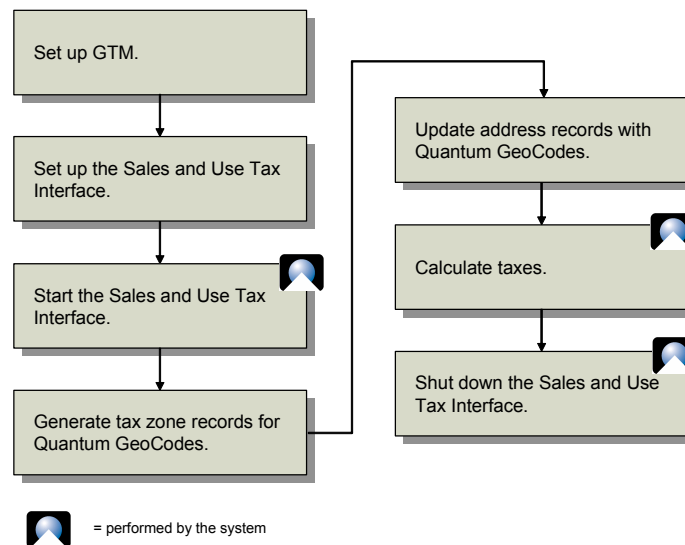 Set up GTM.
Set up the Sales and Use Tax
Interface.
Start the Sales and Use Tax
Interface.
Generate tax zone records for
Quantum GeoCodes.
Update address records with
Quantum GeoCodes.
Calculate taxes.
Shut down the Sales and Use
Tax Interface.
= performed by the system